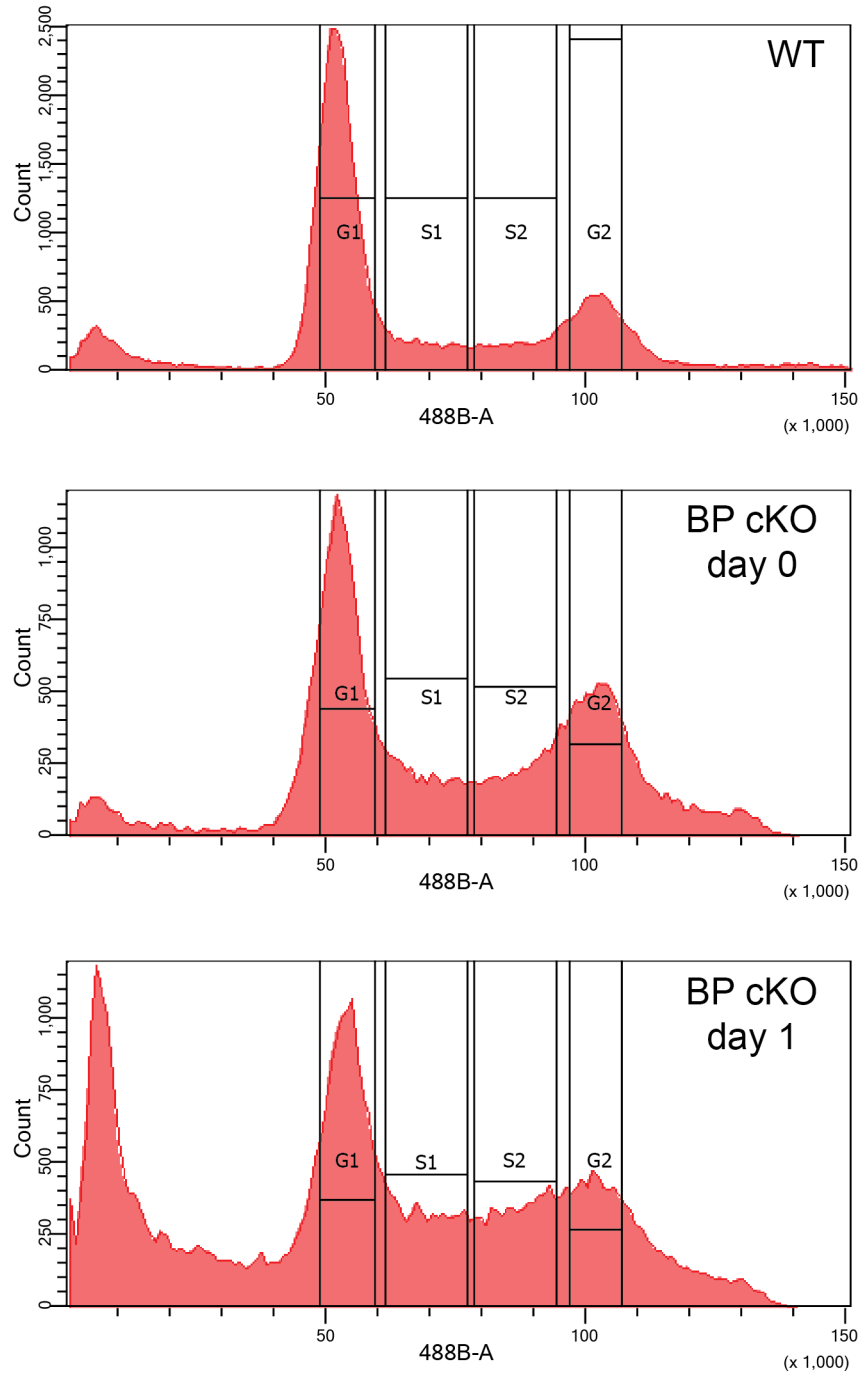 WT
2,500
2,000
1,500
1,000
500
0
Count
G1
S1
S2
G2
50
100
150
488B-A
(x 1,000)
BP cKO
day 0
1,000
750
500
250
0
Count
G1
S1
S2
G2
50
100
150
488B-A
(x 1,000)
BP cKO
day 1
1,000
750
500
250
0
Count
G1
S1
S2
G2
50
100
150
488B-A
(x 1,000)